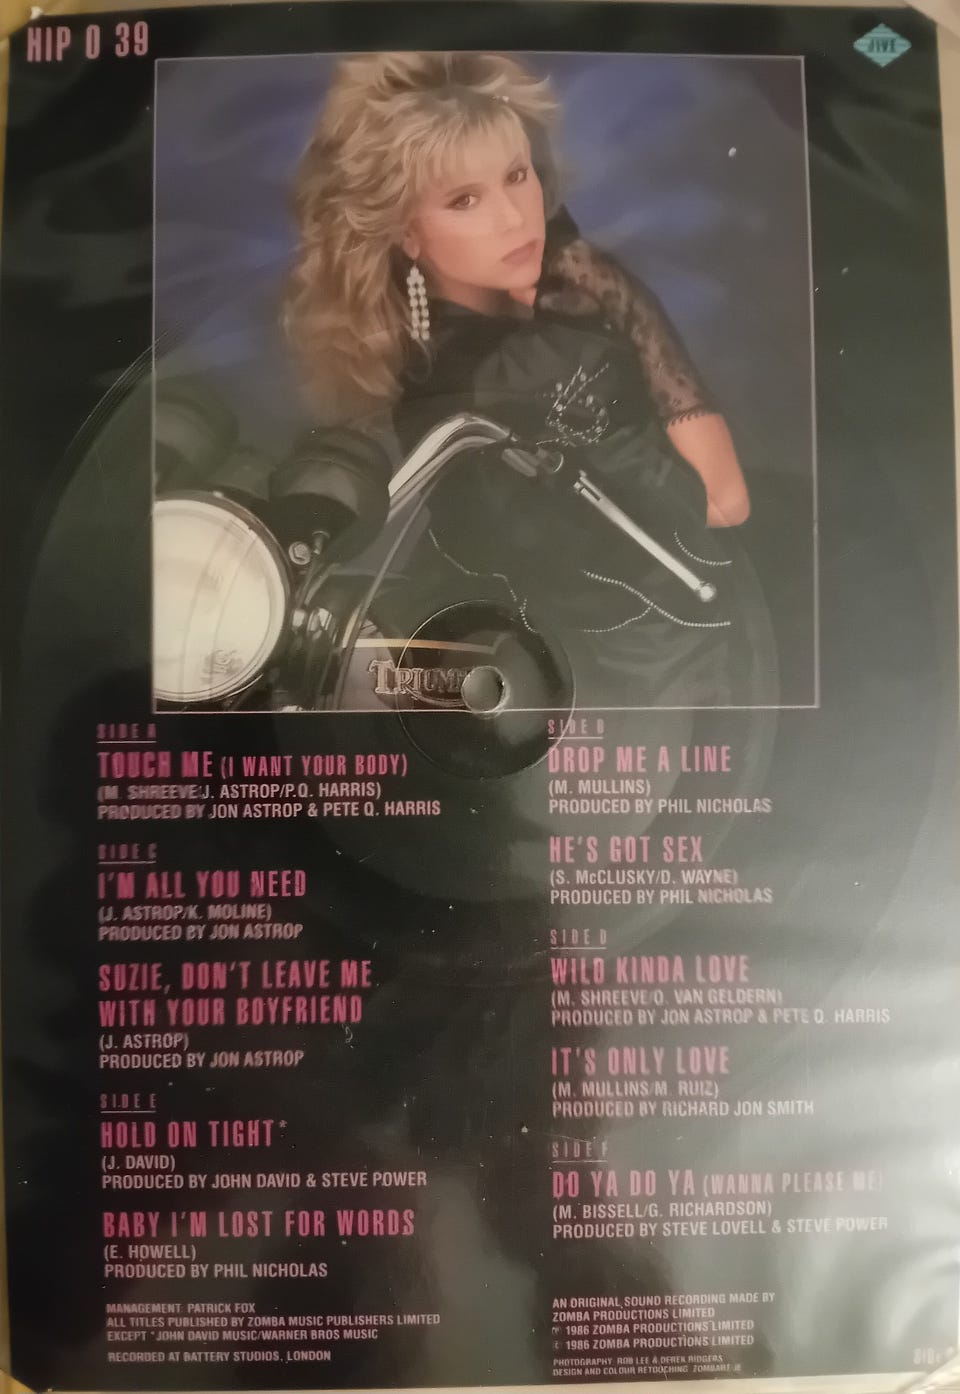 HIP O 39
JIVE
TRIUMPH
SIDE A
TOUCH ME (I WANT YOUR BODY)
(M. SHREEVE/J. ASTROP/P.Q. HARRIS)
PRODUCED BY JON ASTROP & PETE Q. HARRIS
SIDE C
I'M ALL YOU NEED
(J. ASTROP/K. MOLINE)
PRODUCED BY JON ASTROP
SUZIE, DON'T LEAVE ME
WITH YOUR BOYFRIEND
(J. ASTROP)
PRODUCED BY JON ASTROP
SIDE E
HOLD ON TIGHT*
(J. DAVID)
PRODUCED BY JOHN DAVID & STEVE POWER
BABY I'M LOST FOR WORDS
(E. HOWELL)
PRODUCED BY PHIL NICHOLAS
MANAGEMENT: PATRICK FOX
ALL TITLES PUBLISHED BY ZOMBA MUSIC PUBLISHERS LIMITED
EXCEPT *JOHN DAVID MUSIC/WARNER BROS MUSIC
RECORDED AT BATTERY STUDIOS, LONDON
SIDE B
DROP ME A LINE
(M. MULLINS)
PRODUCED BY PHIL NICHOLAS
HE'S GOT SEX
(S. McCLUSKY/D. WAYNE)
PRODUCED BY PHIL NICHOLAS
SIDE D
WILD KINDA LOVE
(M. SHREEVE/O. VAN GELDERN)
PRODUCED BY JON ASTROP & PETE Q. HARRIS
IT'S ONLY LOVE
(M. MULLINS/M. RUIZ)
PRODUCED BY RICHARD JON SMITH
SIDE F
DO YA DO YA (WANNA PLEASE ME)
(M. BISSELL/G. RICHARDSON)
PRODUCED BY STEVE LOVELL & STEVE POWER
AN ORIGINAL SOUND RECORDING MADE BY
ZOMBA PRODUCTIONS LIMITED
℗ 1986 ZOMBA PRODUCTIONS LIMITED
© 1986 ZOMBA PRODUCTIONS LIMITED
PHOTOGRAPHY: ROB LEE & DEREK RIDGERS
DESIGN AND COLOUR RETOUCHING: ZOMBART JE
SIDE